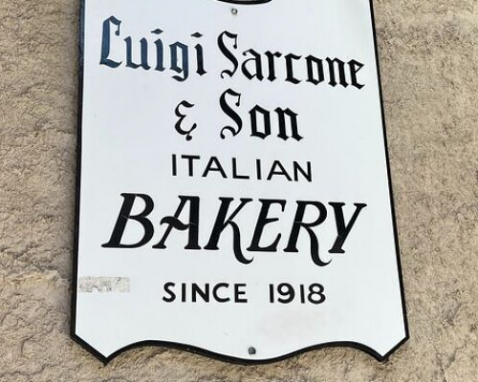 Luigi Sarcone
& Son
ITALIAN
BAKERY
SINCE 1918